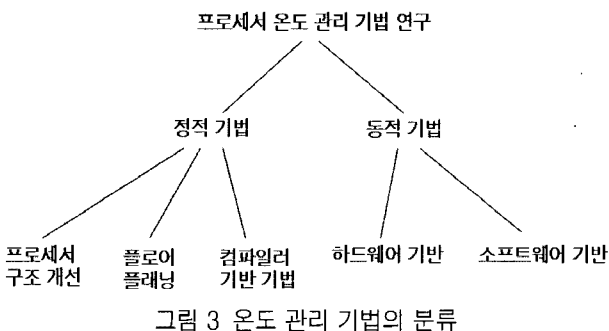 프로세서 온도 관리 기법 연구
정적 기법
동적 기법
프로세서
구조 개선
플로어
플래닝
컴파일러
기반 기법
하드웨어 기반
소프트웨어 기반
그림 3 온도 관리 기법의 분류